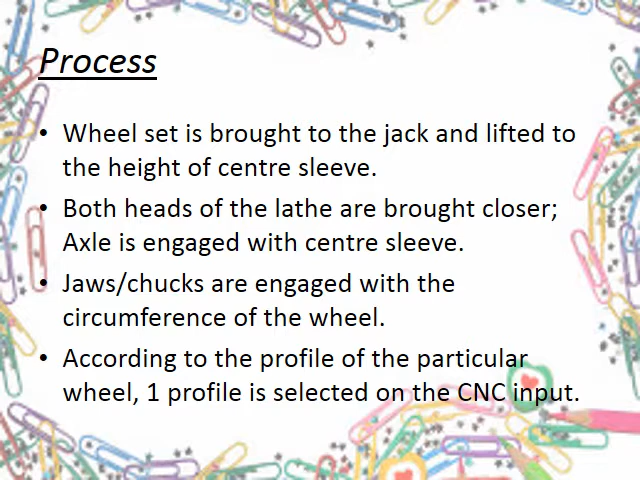 Process
• Wheel set is brought to the jack and lifted to
the height of centre sleeve.
• Both heads of the lathe are brought closer;
Axle is engaged with centre sleeve.
• Jaws/chucks are engaged with the
circumference of the wheel.
• According to the profile of the particular
wheel, 1 profile is selected on the CNC input.